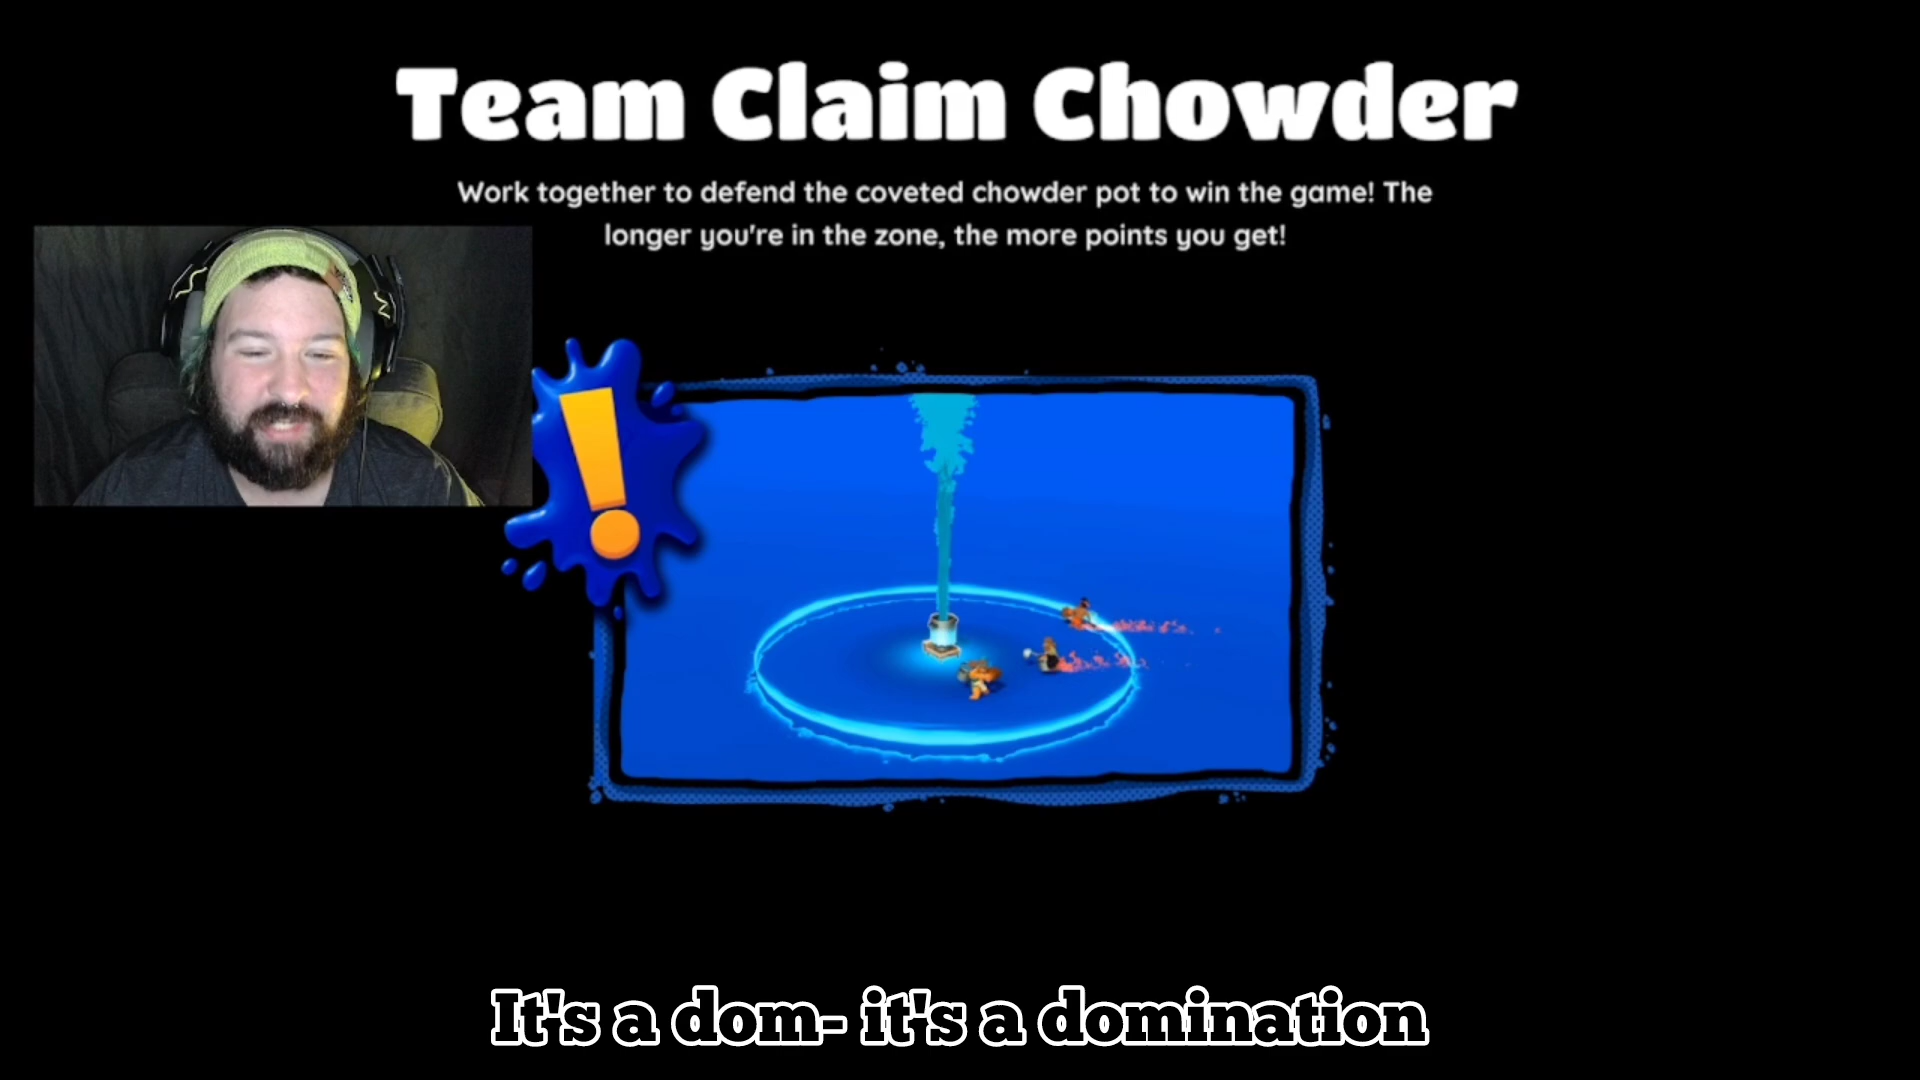 Team Claim Chowder
Work together to defend the coveted chowder pot to win the game! The
longer you're in the zone, the more points you get!
It's a dom- it's a domination